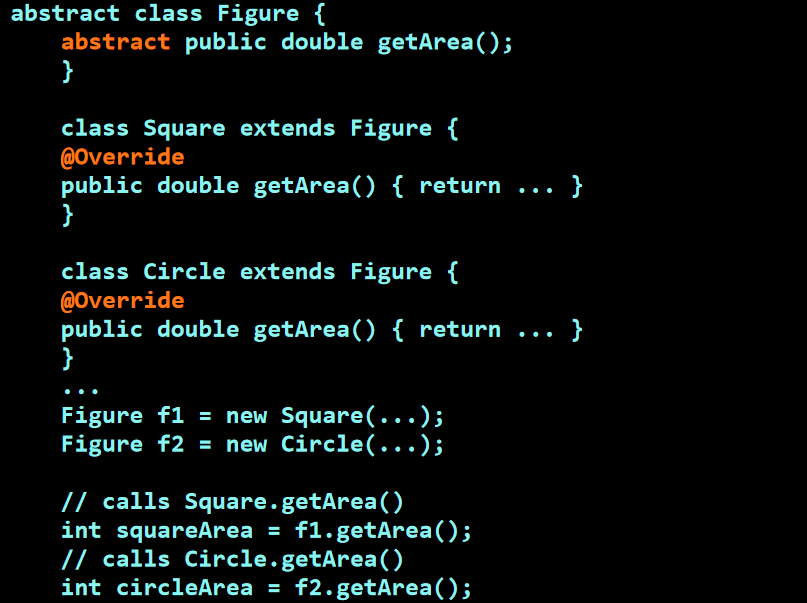 abstract class Figure {
abstract public double getArea();
}
class Square extends Figure {
@Override
public double getArea() { return ... }
}
class Circle extends Figure {
@Override
public double getArea() { return ... }
}
...
Figure f1 = new Square(...);
Figure f2 = new Circle(...);
// calls Square.getArea()
int squareArea = f1.getArea();
// calls Circle.getArea()
int circleArea = f2.getArea();